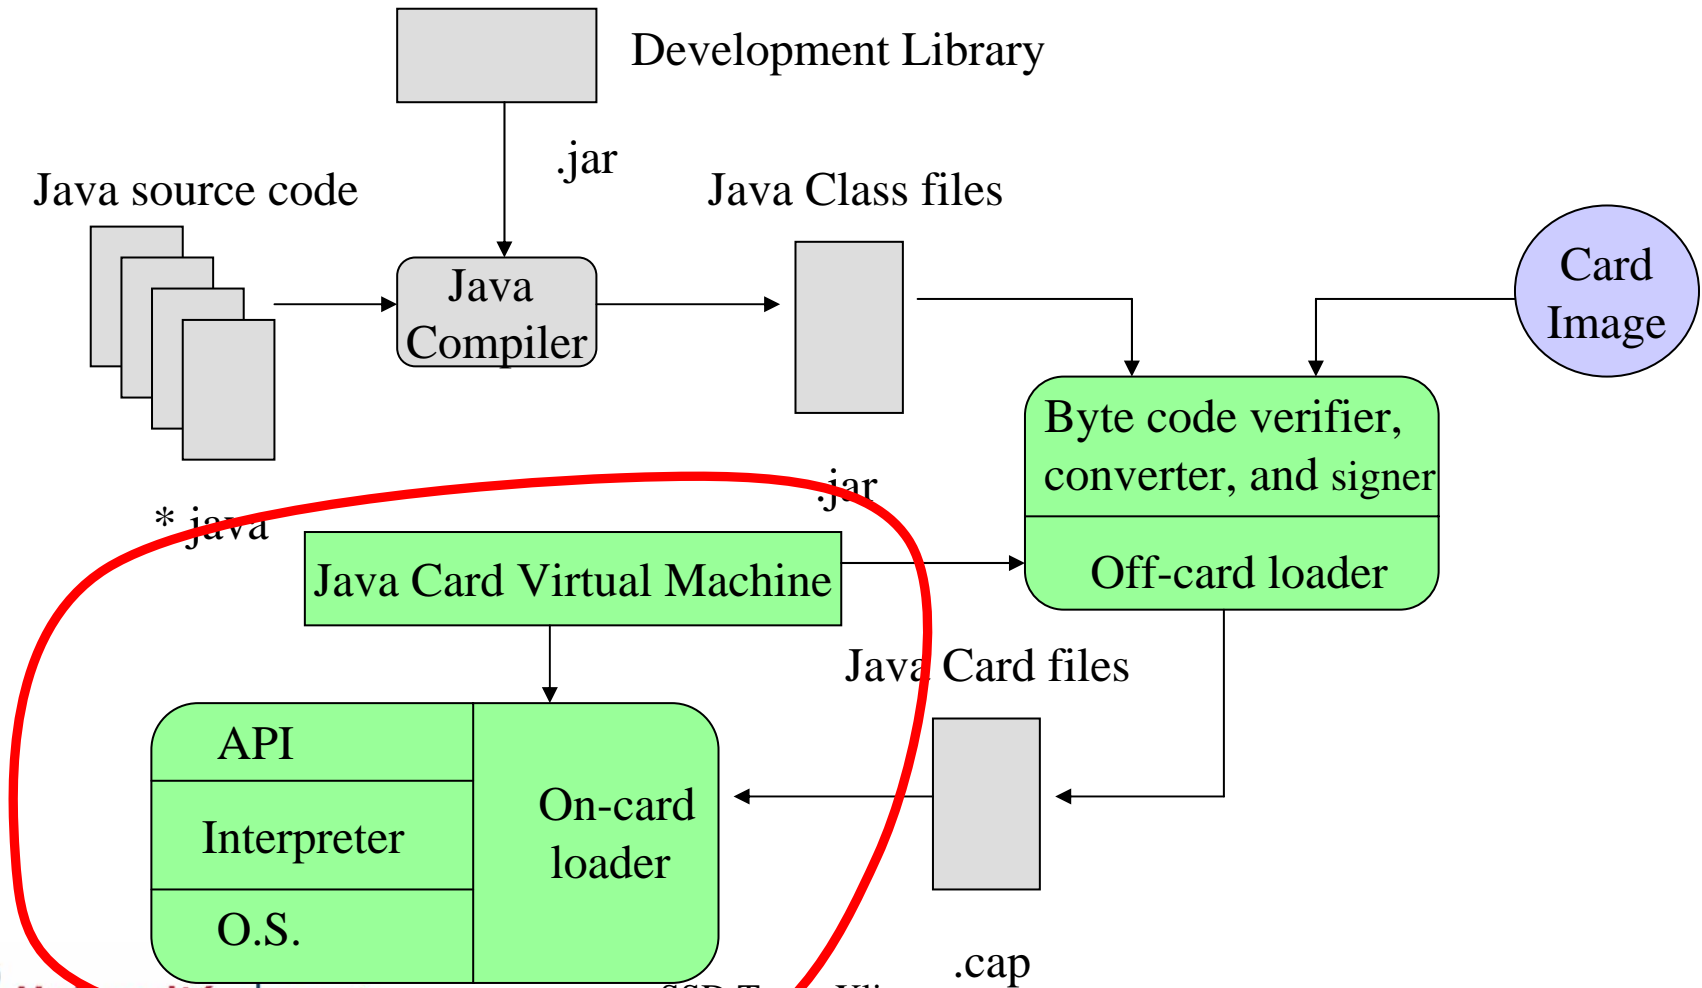 Development Library
.jar
Java source code
Java Class files
Java
Compiler
Card
Image
Byte code verifier,
converter, and signer
.jar
*.java
Java Card Virtual Machine
Off-card loader
Java Card files
API
On-card
loader
Interpreter
O.S.
.cap